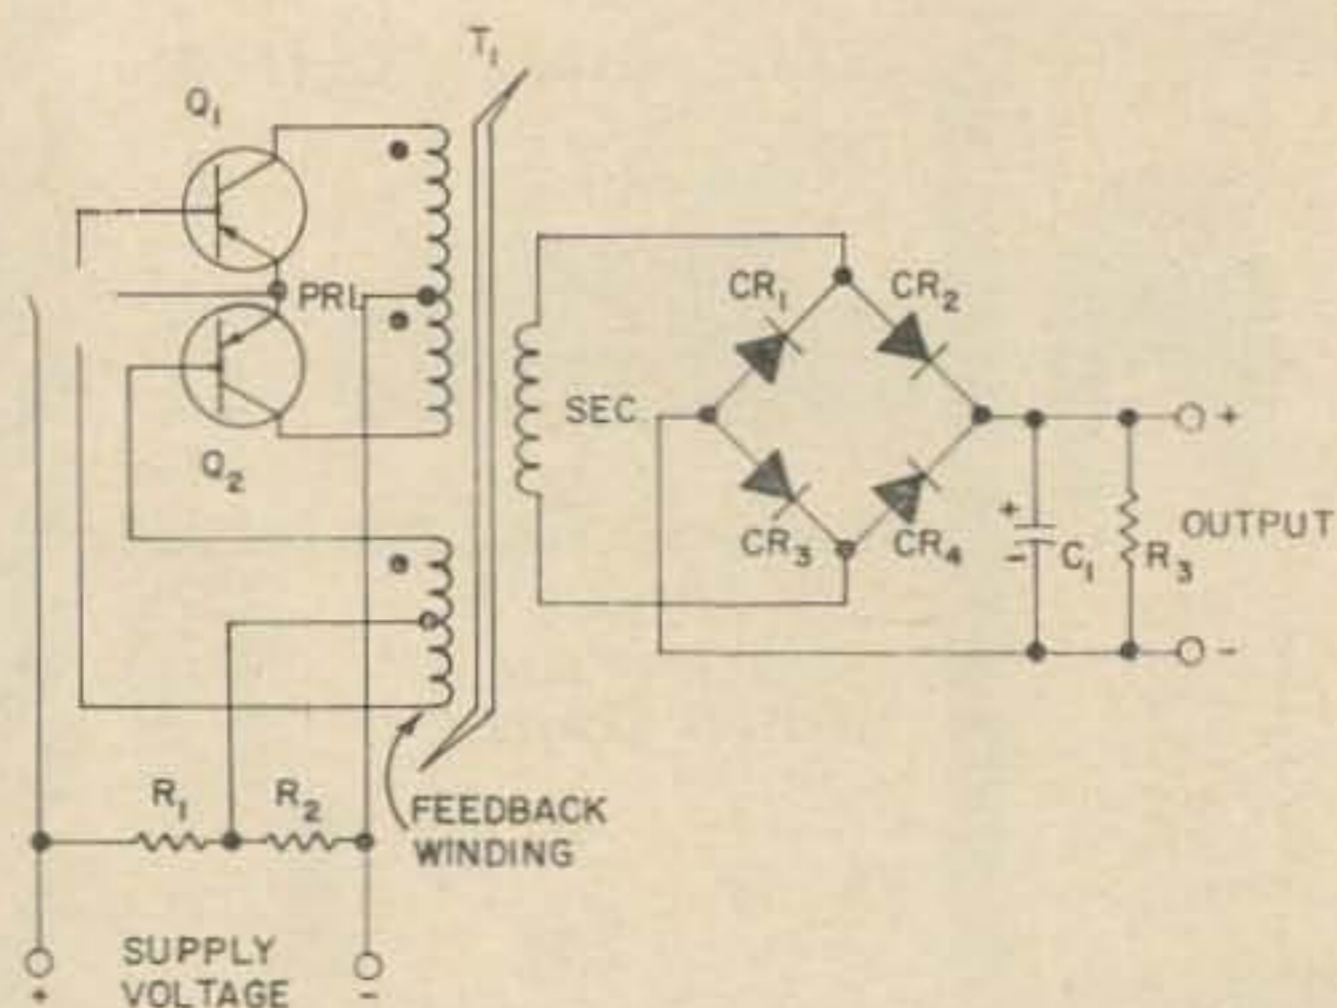 T₁
Q₁
PRI.
Q₂
SEC.
CR₁
CR₂
CR₃
CR₄
+
-
C₁
R₃
+
OUTPUT
-
R₁
R₂
FEEDBACK
WINDING
SUPPLY
VOLTAGE
+
-